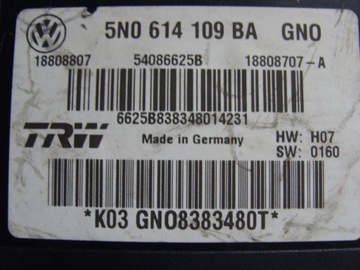 5N0 614 109 BA GNO
18808807 54086625B 18808707-A
6625B838348014231
TRW Made in Germany HW: H07
SW: 0160
*K03 GNO8383480T*